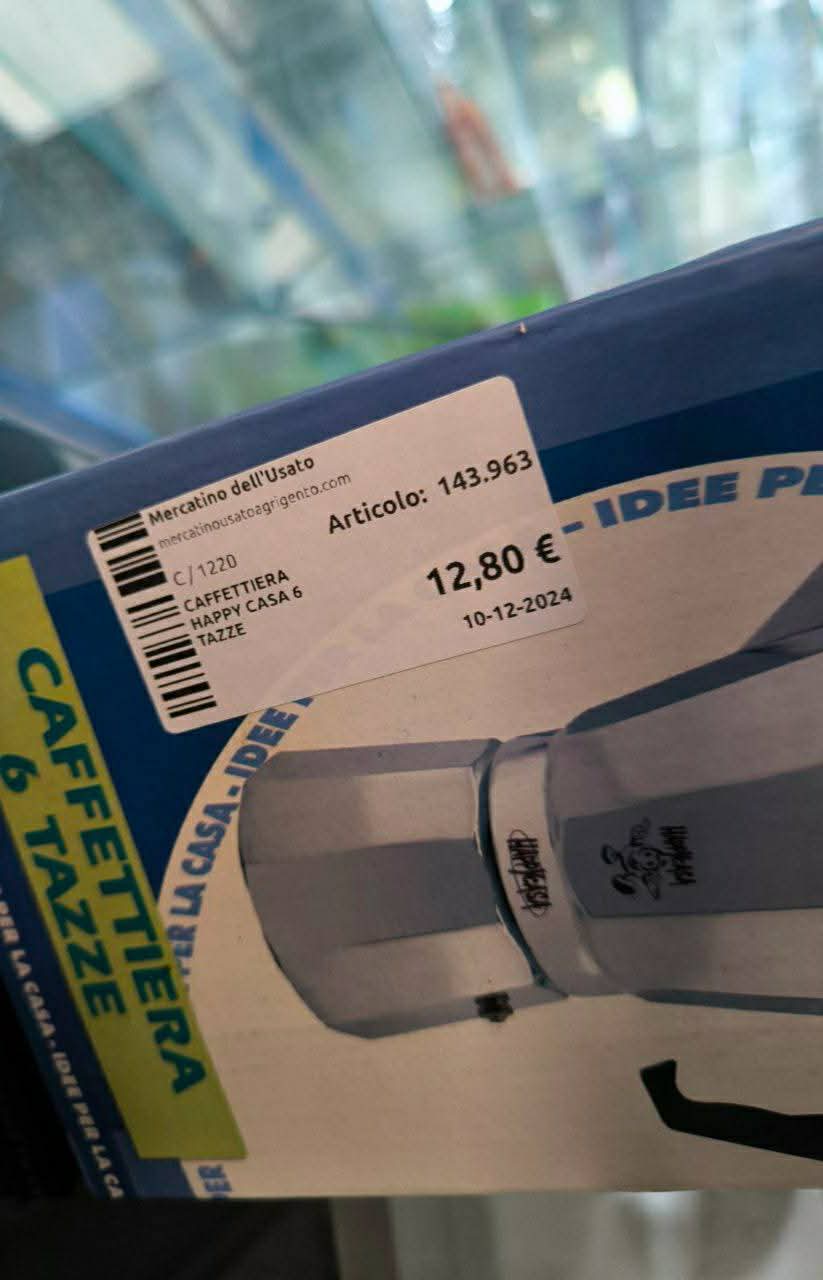 Mercatino dell'Usato
mercatinousatoagrigento.com
Articolo: 143.963
C/1220
CAFFETTIERA
HAPPY CASA 6
TAZZE
12,80 €
10-12-2024
- IDEE PE
PER LA CASA - IDEE
CAFFETTIERA
6 TAZZE
PER LA CASA - IDEE PER LA CA